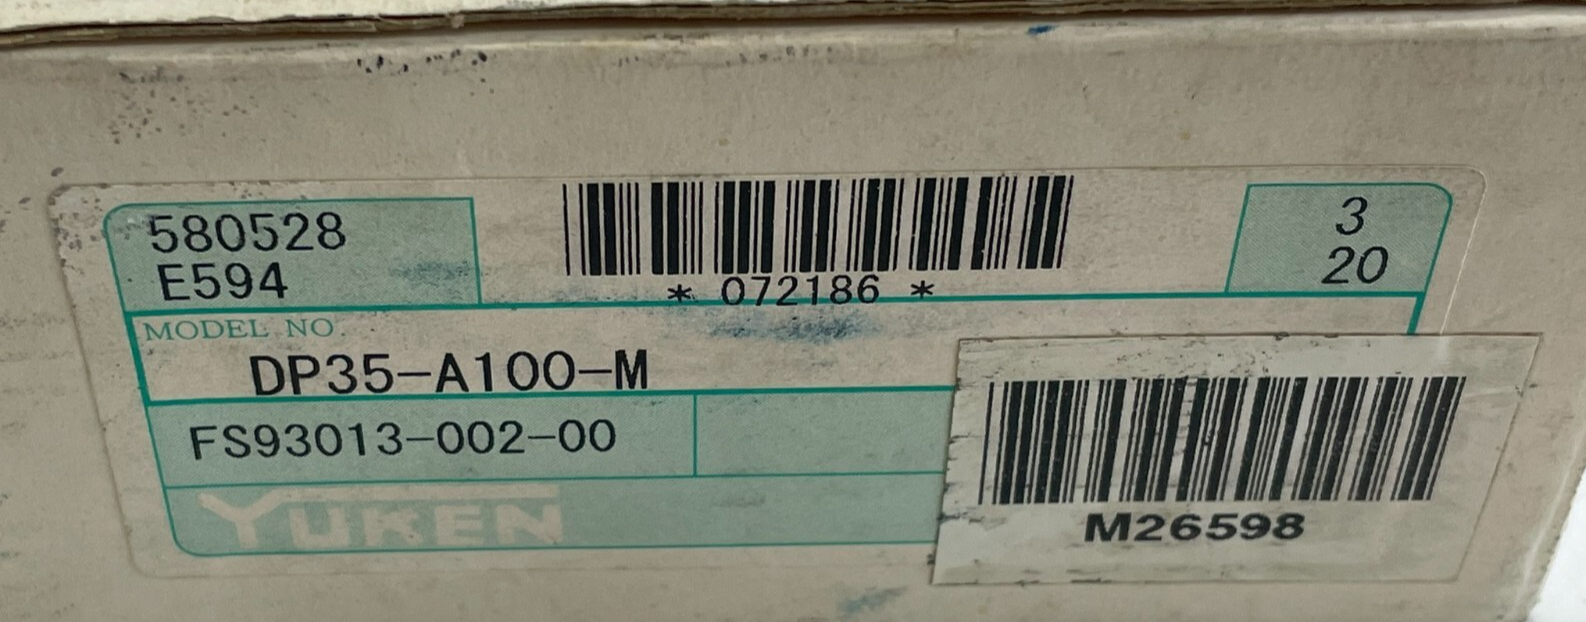 580528
E594
* 072186 *
3
20
MODEL NO.
DP35-A100-M
FS93013-002-00
YUKEN
M26598